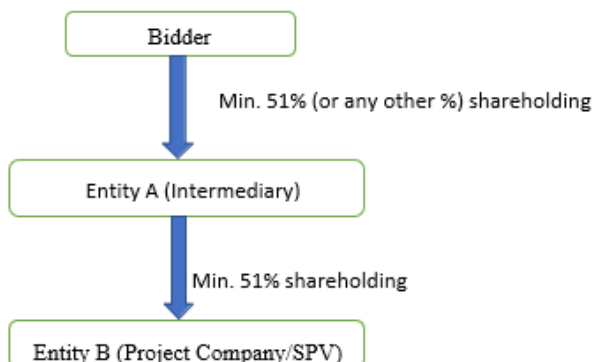 Bidder
Min. 51% (or any other %) shareholding
Entity A (Intermediary)
Min. 51% shareholding
Entity B (Project Company/SPV)